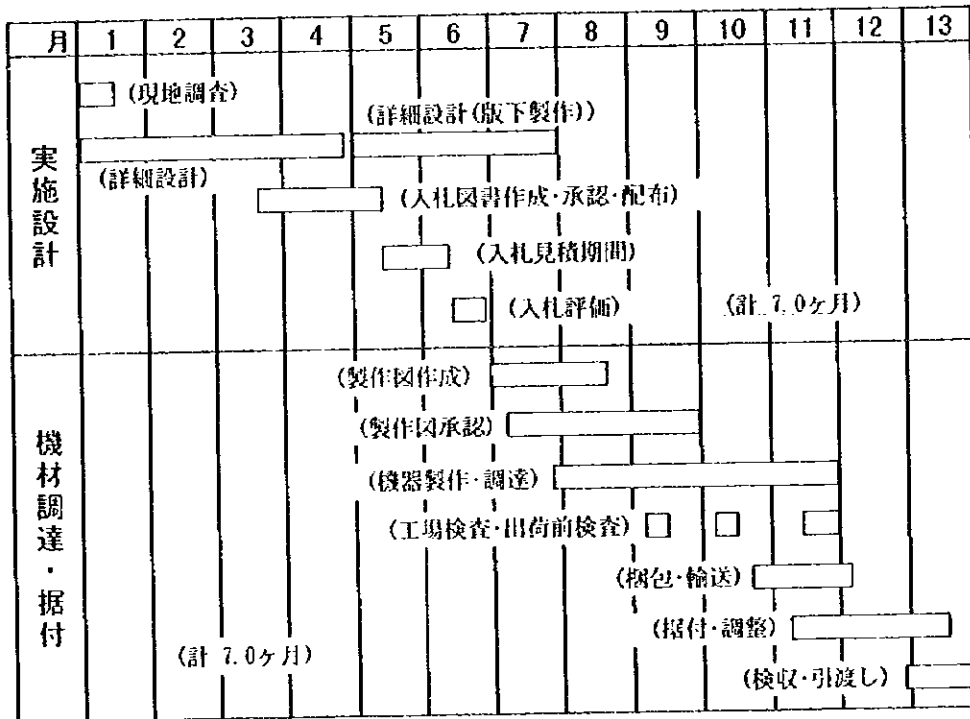 月 1 2 3 4 5 6 7 8 9 10 11 12 13
実施設計
(現地調査)
(詳細設計(版下製作))
(詳細設計)
(入札図書作成・承認・配布)
(入札見積期間)
(入札評価)
(計 7.0ヶ月)
機材調達・据付
(製作図作成)
(製作図承認)
(機器製作・調達)
(工場検査・出荷前検査)
(梱包・輸送)
(据付・調整)
(計 7.0ヶ月)
(検収・引渡し)